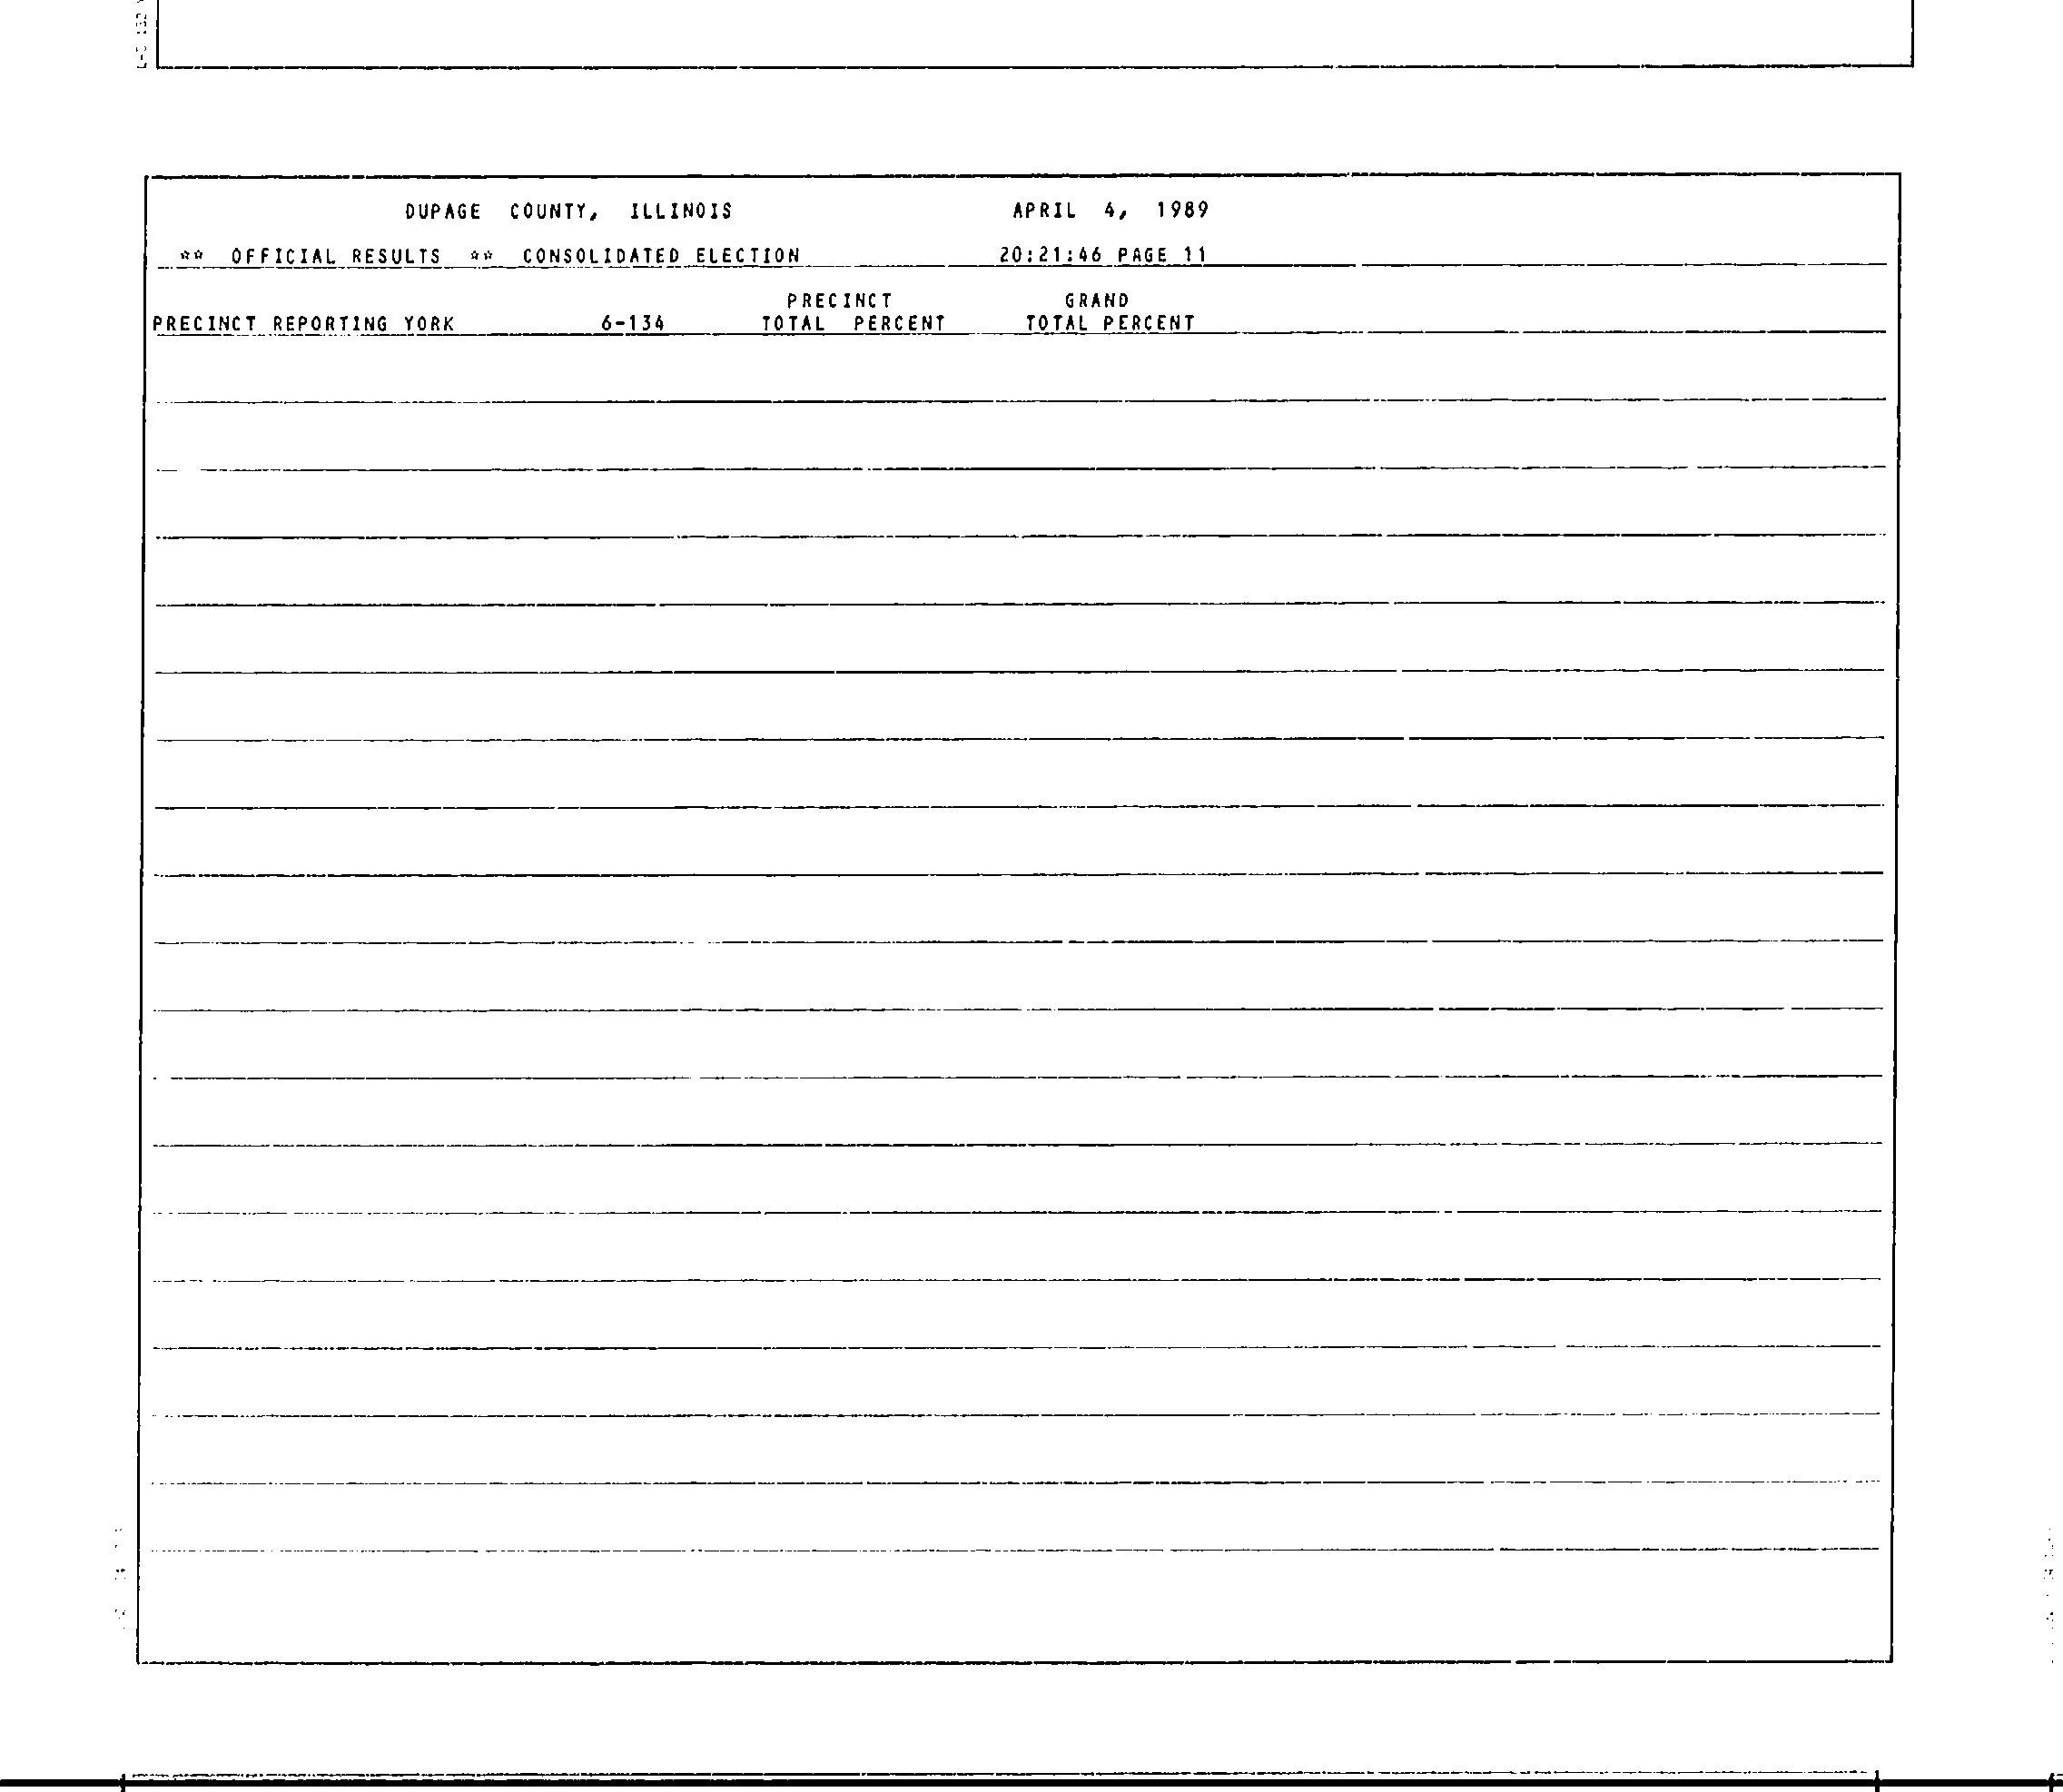 DUPAGE COUNTY, ILLINOIS APRIL 4, 1989
** OFFICIAL RESULTS ** CONSOLIDATED ELECTION 20:21:46 PAGE 11
PRECINCT GRAND
PRECINCT REPORTING YORK 6-134 TOTAL PERCENT TOTAL PERCENT